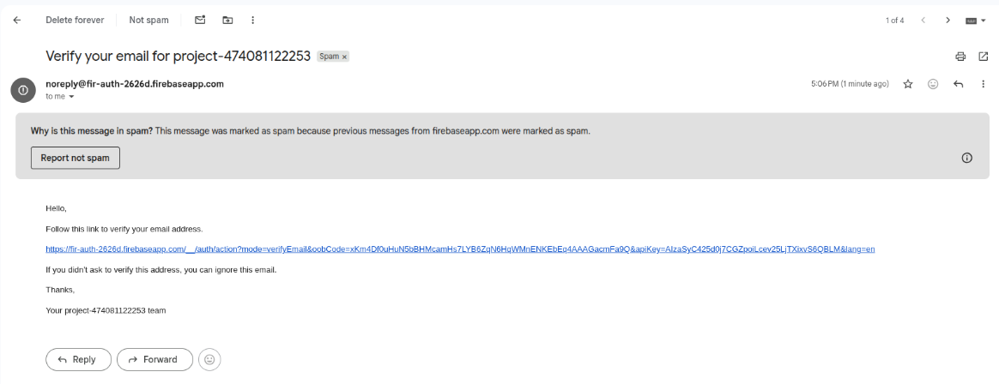 Delete forever Not spam 1 of 4
Verify your email for project-474081122253 Spam ×
noreply@fir-auth-2626d.firebaseapp.com 5:06 PM (1 minute ago)
to me
Why is this message in spam? This message was marked as spam because previous messages from firebaseapp.com were marked as spam.
Report not spam
Hello,
Follow this link to verify your email address.
https://fir-auth-2626d.firebaseapp.com/__/auth/action?mode=verifyEmail&oobCode=xKm4Df0uHuN5bBHMcamHs7LYB6ZqN6HqWMnENKEbEq4AAAGacmFa9Q&apiKey=AIzaSyC425d0j7CGZpoiLcev25LjTXixvS6QBLM&lang=en
If you didn't ask to verify this address, you can ignore this email.
Thanks,
Your project-474081122253 team
Reply Forward